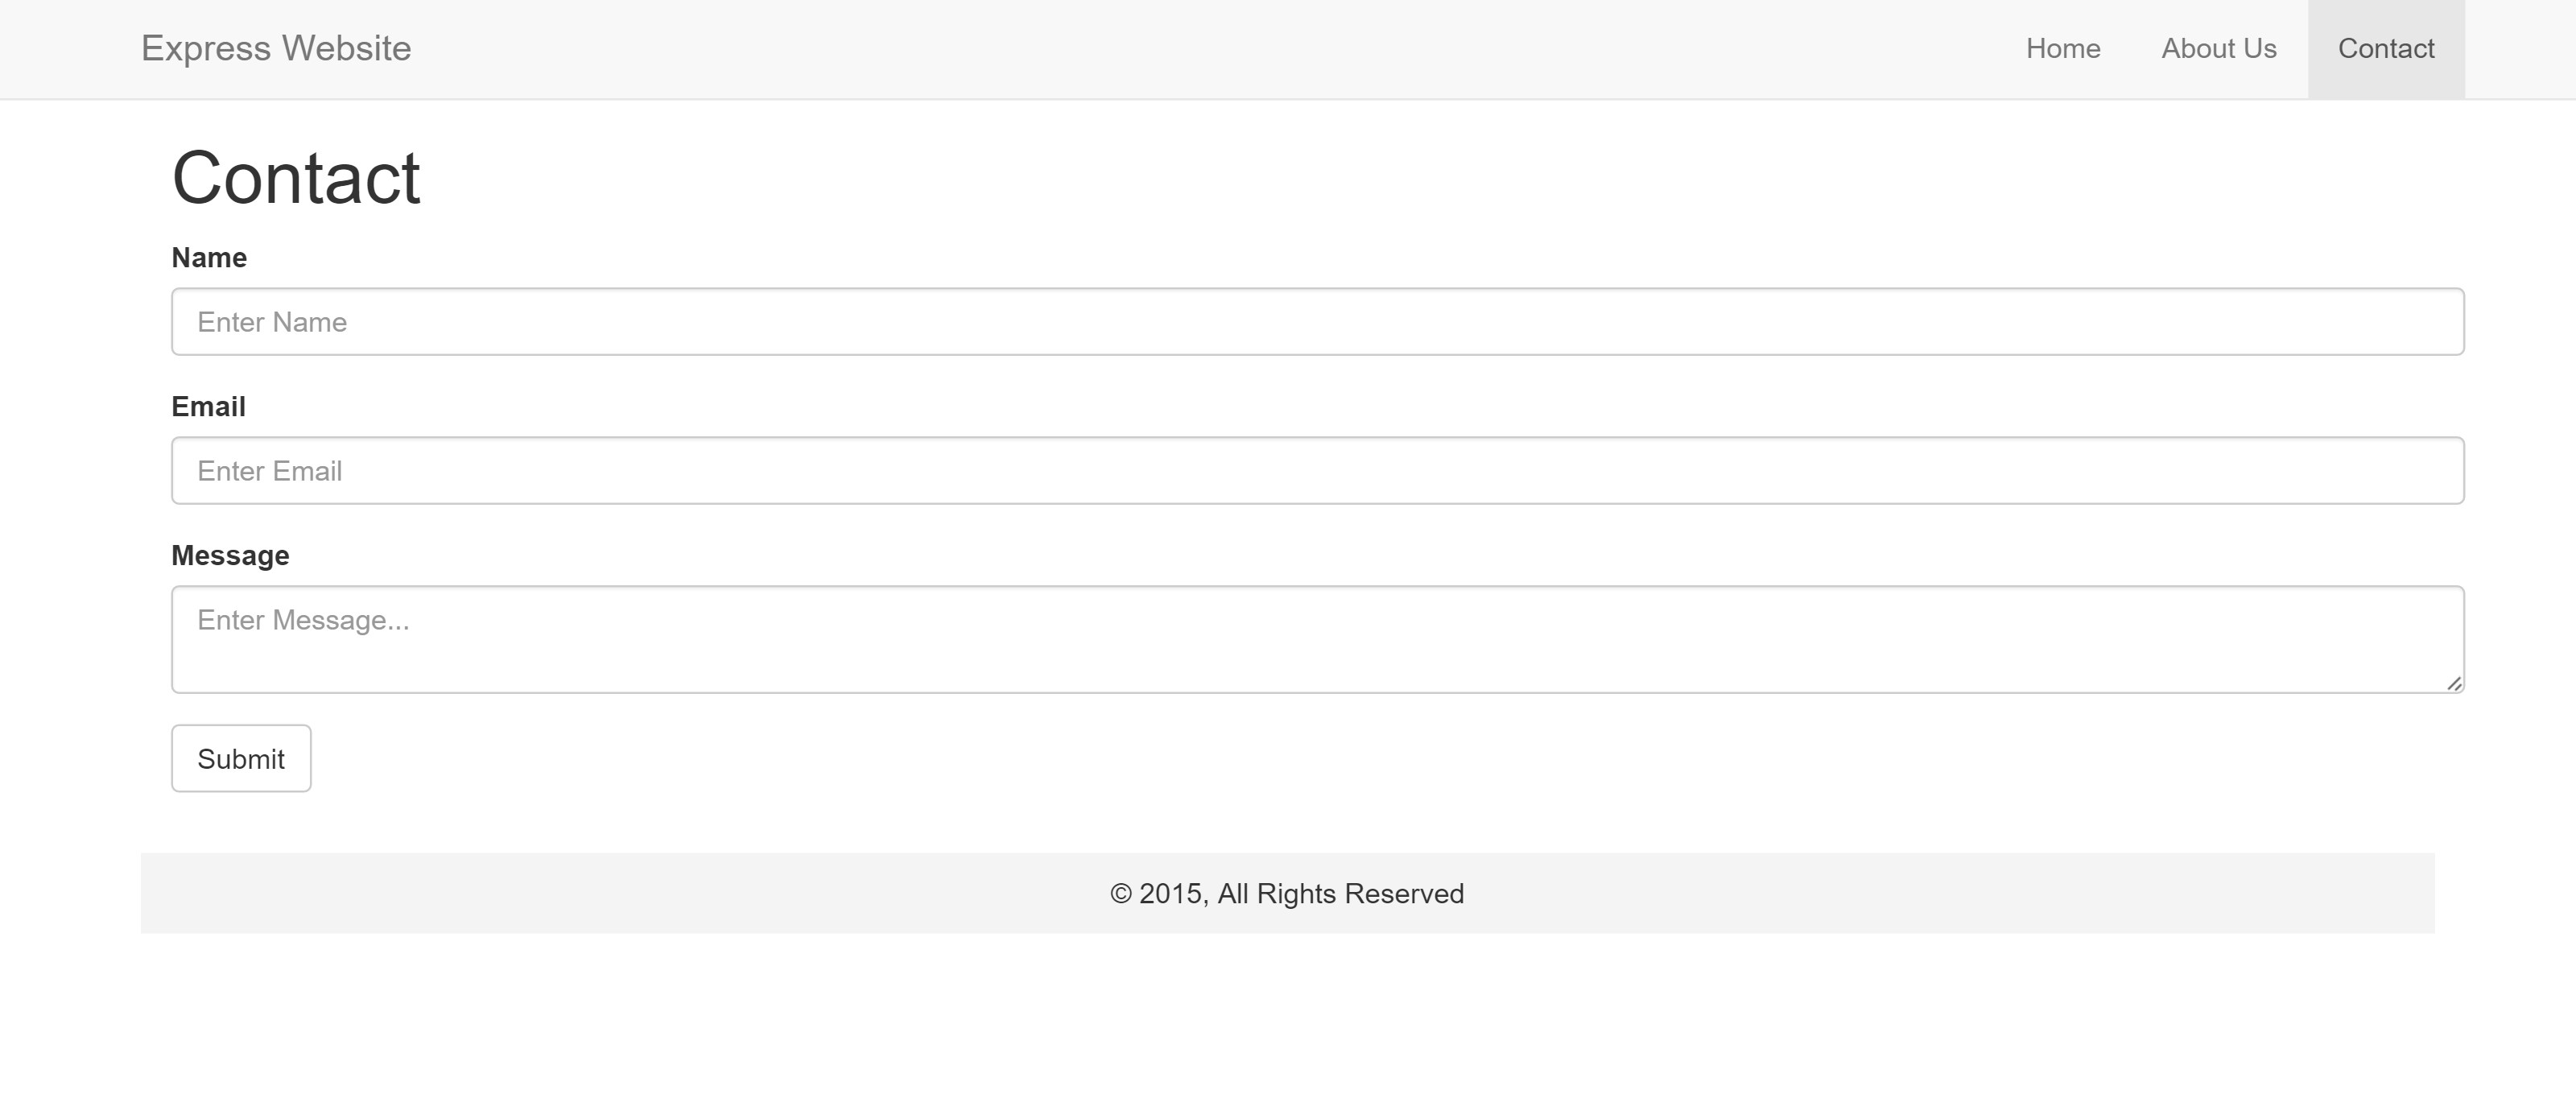 Express Website Home About Us Contact
Contact
Name
Enter Name
Email
Enter Email
Message
Enter Message...
Submit
© 2015, All Rights Reserved